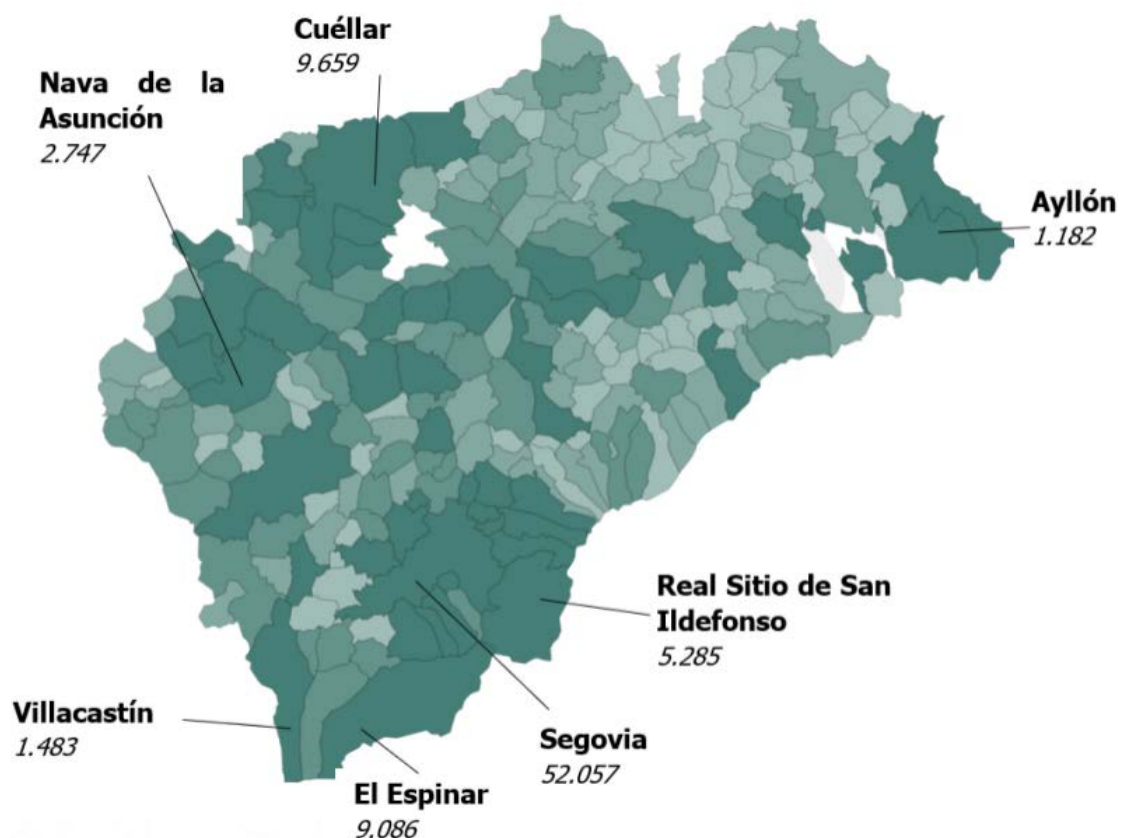 Cuéllar
9.659
Nava de la
Asunción
2.747
Ayllón
1.182
Real Sitio de San
Ildefonso
5.285
Villacastín
1.483
Segovia
52.057
El Espinar
9.086